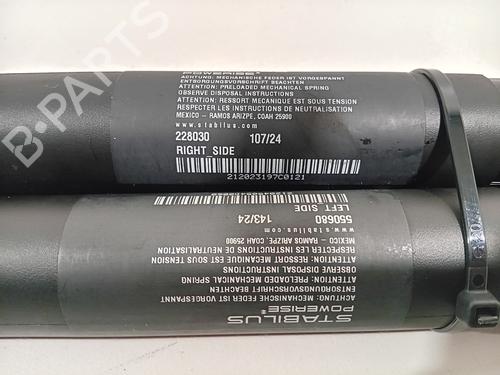 POWERISE®
ACHTUNG: MECHANISCHE FEDER IST VORGESPANNT
ENTSORGUNGSVORSCHRIFT BEACHTEN
ATTENTION: PRELOADED MECHANICAL SPRING
OBSERVE DISPOSAL INSTRUCTIONS
ATTENTION: RESSORT MECANIQUE EST SOUS TENSION
RESPECTER LES INSTRUCTIONS DE NEUTRALISATION
MEXICO - RAMOS ARIZPE, COAH 25900
www.stabilus.com
228030 107/24
RIGHT SIDE
212023197C0121
STABILUS
POWERISE®
ACHTUNG: MECHANISCHE FEDER IST VORGESPANNT
ENTSORGUNGSVORSCHRIFT BEACHTEN
ATTENTION: PRELOADED MECHANICAL SPRING
OBSERVE DISPOSAL INSTRUCTIONS
ATTENTION: RESSORT MECANIQUE EST SOUS TENSION
RESPECTER LES INSTRUCTIONS DE NEUTRALISATION
MEXICO - RAMOS ARIZPE, COAH 25900
www.stabilus.com
550680 143/24
LEFT SIDE
B-PARTS